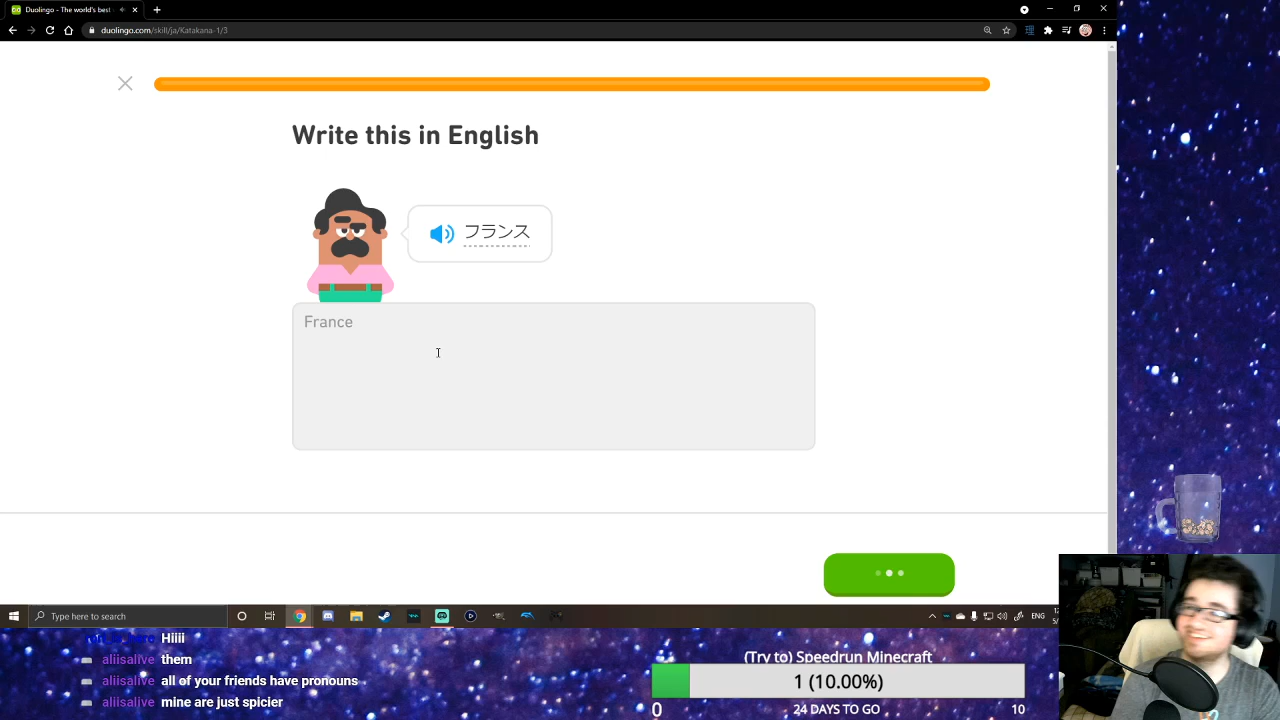 Duolingo - The world's best
duolingo.com/skill/ja/Katakana-1/3
Write this in English
フランス
France
Type here to search
ENG
Hiiii
aliisalive them
aliisalive all of your friends have pronouns
aliisalive mine are just spicier
(Try to) Speedrun Minecraft
1 (10.00%)
0 24 DAYS TO GO 10